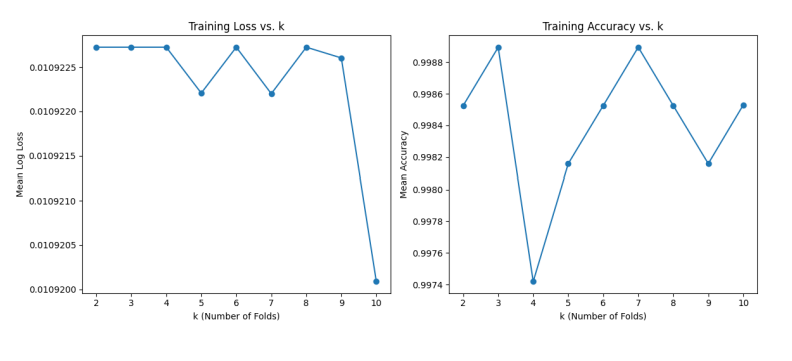 Training Loss vs. k
Mean Log Loss
0.0109225
0.0109220
0.0109215
0.0109210
0.0109205
0.0109200
2 3 4 5 6 7 8 9 10
k (Number of Folds)
Training Accuracy vs. k
Mean Accuracy
0.9988
0.9986
0.9984
0.9982
0.9980
0.9978
0.9976
0.9974
2 3 4 5 6 7 8 9 10
k (Number of Folds)